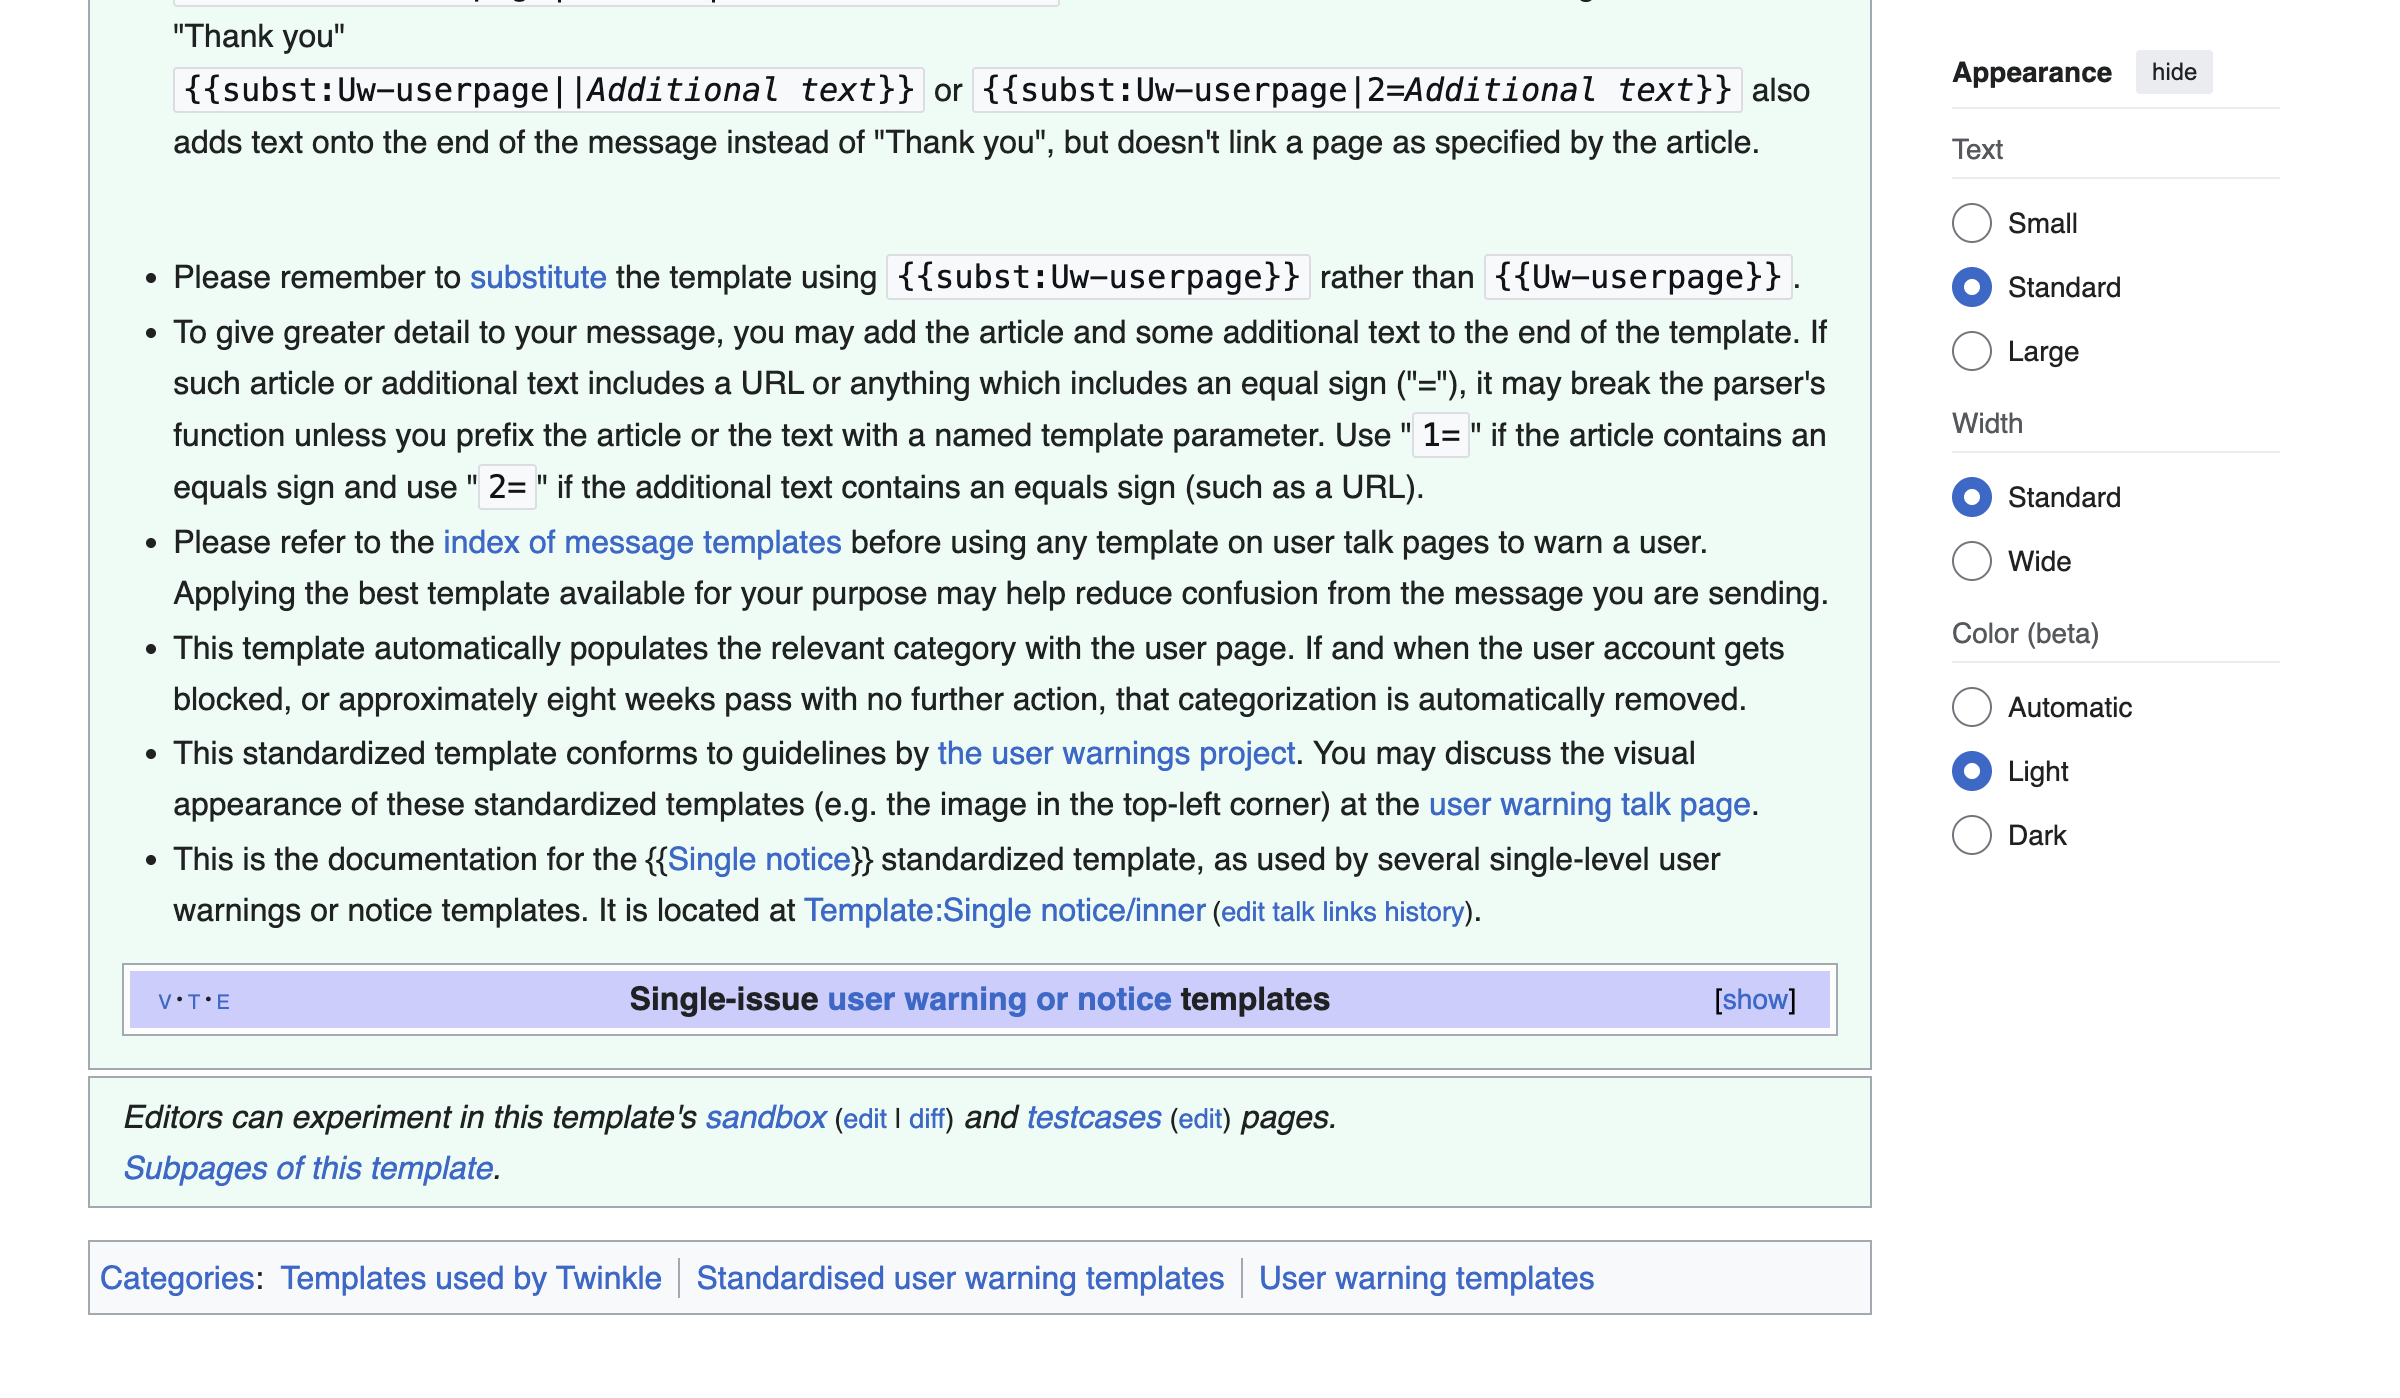 "Thank you"
{{subst:Uw-userpage||Additional text}} or {{subst:Uw-userpage|2=Additional text}} also
adds text onto the end of the message instead of "Thank you", but doesn't link a page as specified by the article.
• Please remember to substitute the template using {{subst:Uw-userpage}} rather than {{Uw-userpage}}.
• To give greater detail to your message, you may add the article and some additional text to the end of the template. If
such article or additional text includes a URL or anything which includes an equal sign ("="), it may break the parser's
function unless you prefix the article or the text with a named template parameter. Use "1=" if the article contains an
equals sign and use "2=" if the additional text contains an equals sign (such as a URL).
• Please refer to the index of message templates before using any template on user talk pages to warn a user.
Applying the best template available for your purpose may help reduce confusion from the message you are sending.
• This template automatically populates the relevant category with the user page. If and when the user account gets
blocked, or approximately eight weeks pass with no further action, that categorization is automatically removed.
• This standardized template conforms to guidelines by the user warnings project. You may discuss the visual
appearance of these standardized templates (e.g. the image in the top-left corner) at the user warning talk page.
• This is the documentation for the {{Single notice}} standardized template, as used by several single-level user
warnings or notice templates. It is located at Template:Single notice/inner (edit talk links history).
V·T·E Single-issue user warning or notice templates [show]
Editors can experiment in this template's sandbox (edit | diff) and testcases (edit) pages.
Subpages of this template.
Categories: Templates used by Twinkle | Standardised user warning templates | User warning templates
Appearance hide
Text
Small
Standard
Large
Width
Standard
Wide
Color (beta)
Automatic
Light
Dark